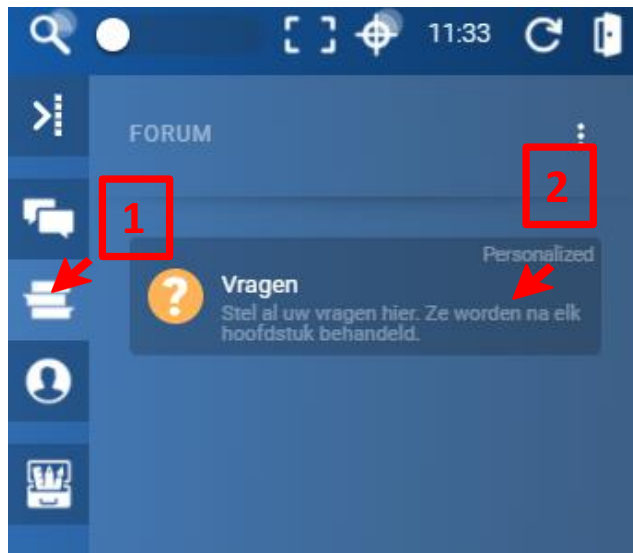 11:33
FORUM
2
1
Personalized
Vragen
Stel al uw vragen hier. Ze worden na elk
hoofdstuk behandeld.